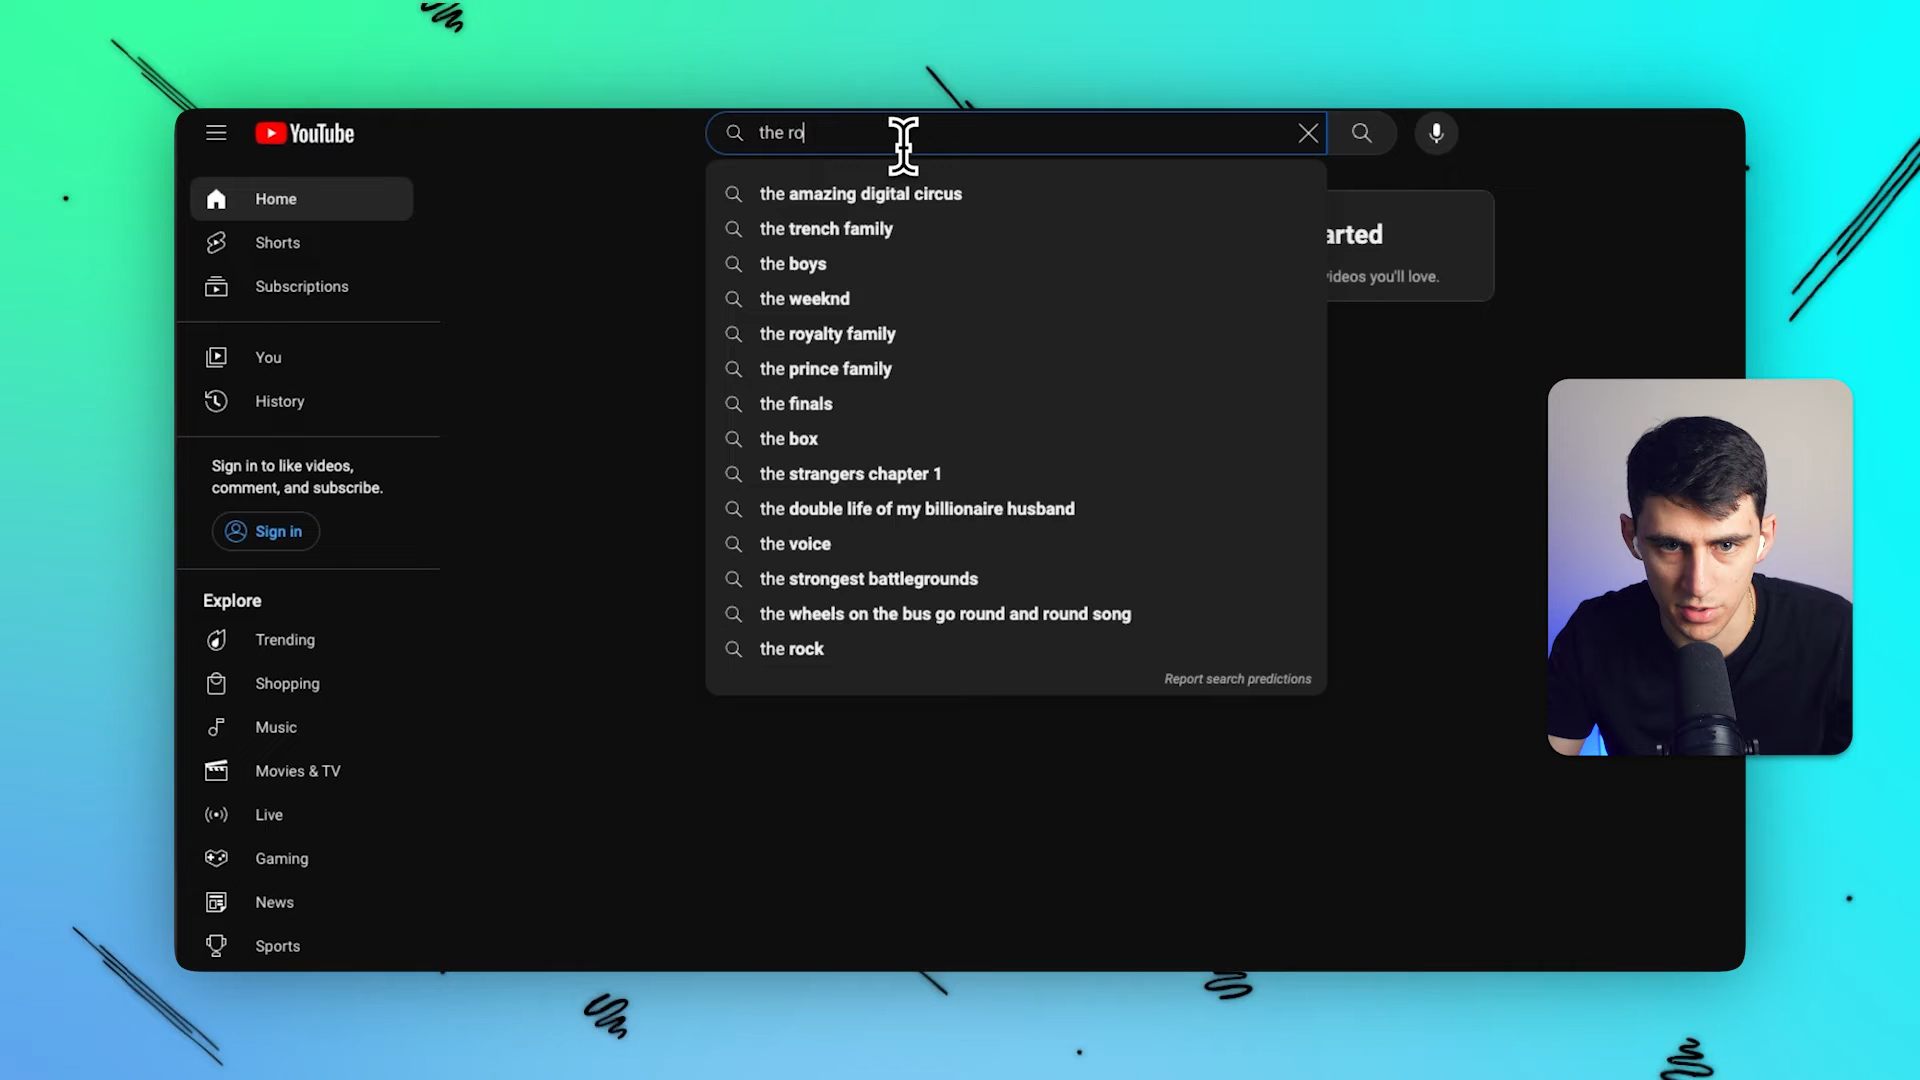 YouTube
the ro
Home
Shorts
Subscriptions
You
History
Sign in to like videos,
comment, and subscribe.
Sign in
Explore
Trending
Shopping
Music
Movies & TV
Live
Gaming
News
Sports
the amazing digital circus
the trench family
the boys
the weeknd
the royalty family
the prince family
the finals
the box
the strangers chapter 1
the double life of my billionaire husband
the voice
the strongest battlegrounds
the wheels on the bus go round and round song
the rock
Report search predictions
arted
videos you'll love.